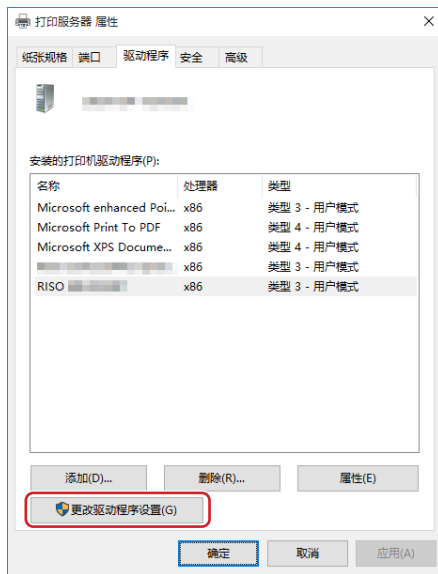 打印服务器 属性
纸张规格 端口 驱动程序 安全 高级
安装的打印机驱动程序(P):
名称 处理器 类型
Microsoft enhanced Poi... x86 类型 3 - 用户模式
Microsoft Print To PDF x86 类型 4 - 用户模式
Microsoft XPS Docume... x86 类型 4 - 用户模式
x86 类型 3 - 用户模式
RISO x86 类型 3 - 用户模式
添加(D)... 删除(R)... 属性(E)
更改驱动程序设置(G)
确定 取消 应用(A)